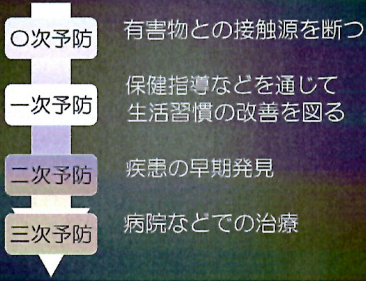 〇次予防
有害物との接触源を断つ
一次予防
保健指導などを通じて
生活習慣の改善を図る
二次予防
疾患の早期発見
三次予防
病院などでの治療